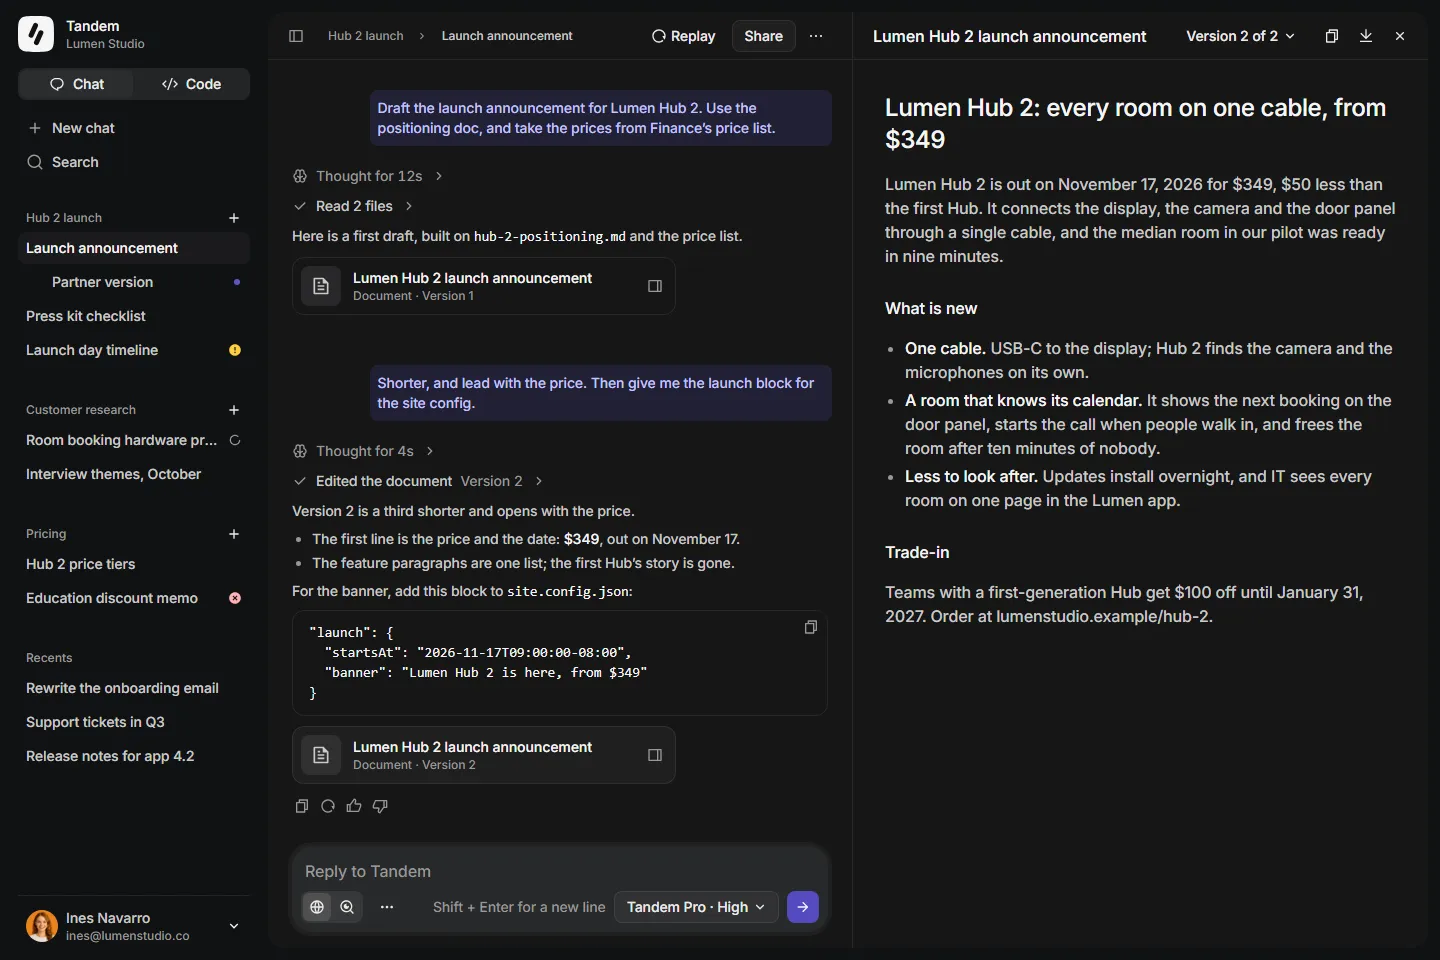 Tandem
Lumen Studio
Chat
Code
New chat
Search
Hub 2 launch
Launch announcement
Partner version
Press kit checklist
Launch day timeline
Customer research
Room booking hardware pr...
Interview themes, October
Pricing
Hub 2 price tiers
Education discount memo
Recents
Rewrite the onboarding email
Support tickets in Q3
Release notes for app 4.2
Ines Navarro
ines@lumenstudio.co
Hub 2 launch
Launch announcement
Replay
Share
Draft the launch announcement for Lumen Hub 2. Use the
positioning doc, and take the prices from Finance’s price list.
Thought for 12s
Read 2 files
Here is a first draft, built on hub-2-positioning.md and the price list.
Lumen Hub 2 launch announcement
Document · Version 1
Shorter, and lead with the price. Then give me the launch block for
the site config.
Thought for 4s
Edited the document Version 2
Version 2 is a third shorter and opens with the price.
• The first line is the price and the date: $349, out on November 17.
• The feature paragraphs are one list; the first Hub’s story is gone.
For the banner, add this block to site.config.json:
"launch": {
"startsAt": "2026-11-17T09:00:00-08:00",
"banner": "Lumen Hub 2 is here, from $349"
}
Lumen Hub 2 launch announcement
Document · Version 2
Reply to Tandem
Shift + Enter for a new line
Tandem Pro · High
Lumen Hub 2 launch announcement
Version 2 of 2
Lumen Hub 2: every room on one cable, from
$349
Lumen Hub 2 is out on November 17, 2026 for $349, $50 less than
the first Hub. It connects the display, the camera and the door panel
through a single cable, and the median room in our pilot was ready
in nine minutes.
What is new
• One cable. USB-C to the display; Hub 2 finds the camera and the
microphones on its own.
• A room that knows its calendar. It shows the next booking on the
door panel, starts the call when people walk in, and frees the
room after ten minutes of nobody.
• Less to look after. Updates install overnight, and IT sees every
room on one page in the Lumen app.
Trade-in
Teams with a first-generation Hub get $100 off until January 31,
2027. Order at lumenstudio.example/hub-2.